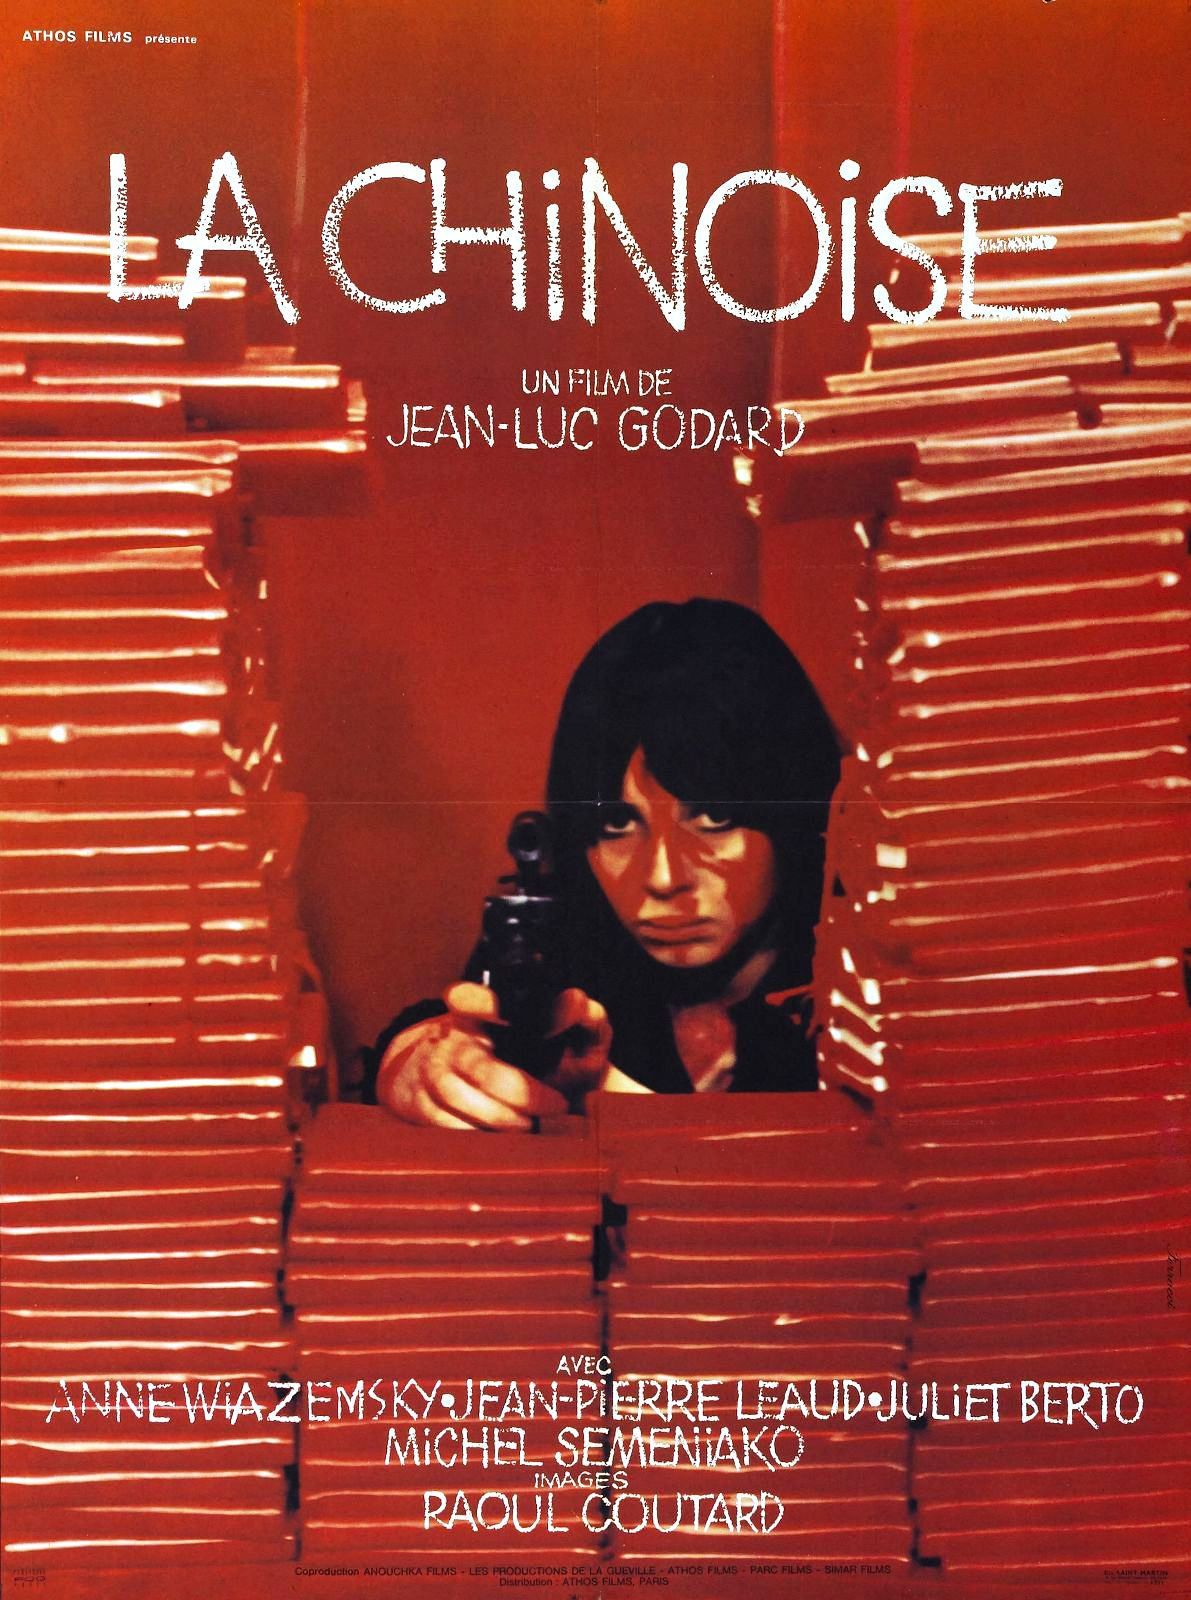 ATHOS FILMS présente
LA CHiNOiSE
UN FILM DE
JEAN-LUC GODARD
AVEC
ANNE WiAZEMSKY•JEAN-PiERRE LEAUD•JULiET BERTO
MiCHEL SEMENiAKO
IMAGES
RAOUL COUTARD
Coproduction ANOUCHKA FILMS - LES PRODUCTIONS DE LA GUEVILLE - ATHOS FILMS - PARC FILMS - SIMAR FILMS
Distribution : ATHOS FILMS, PARIS